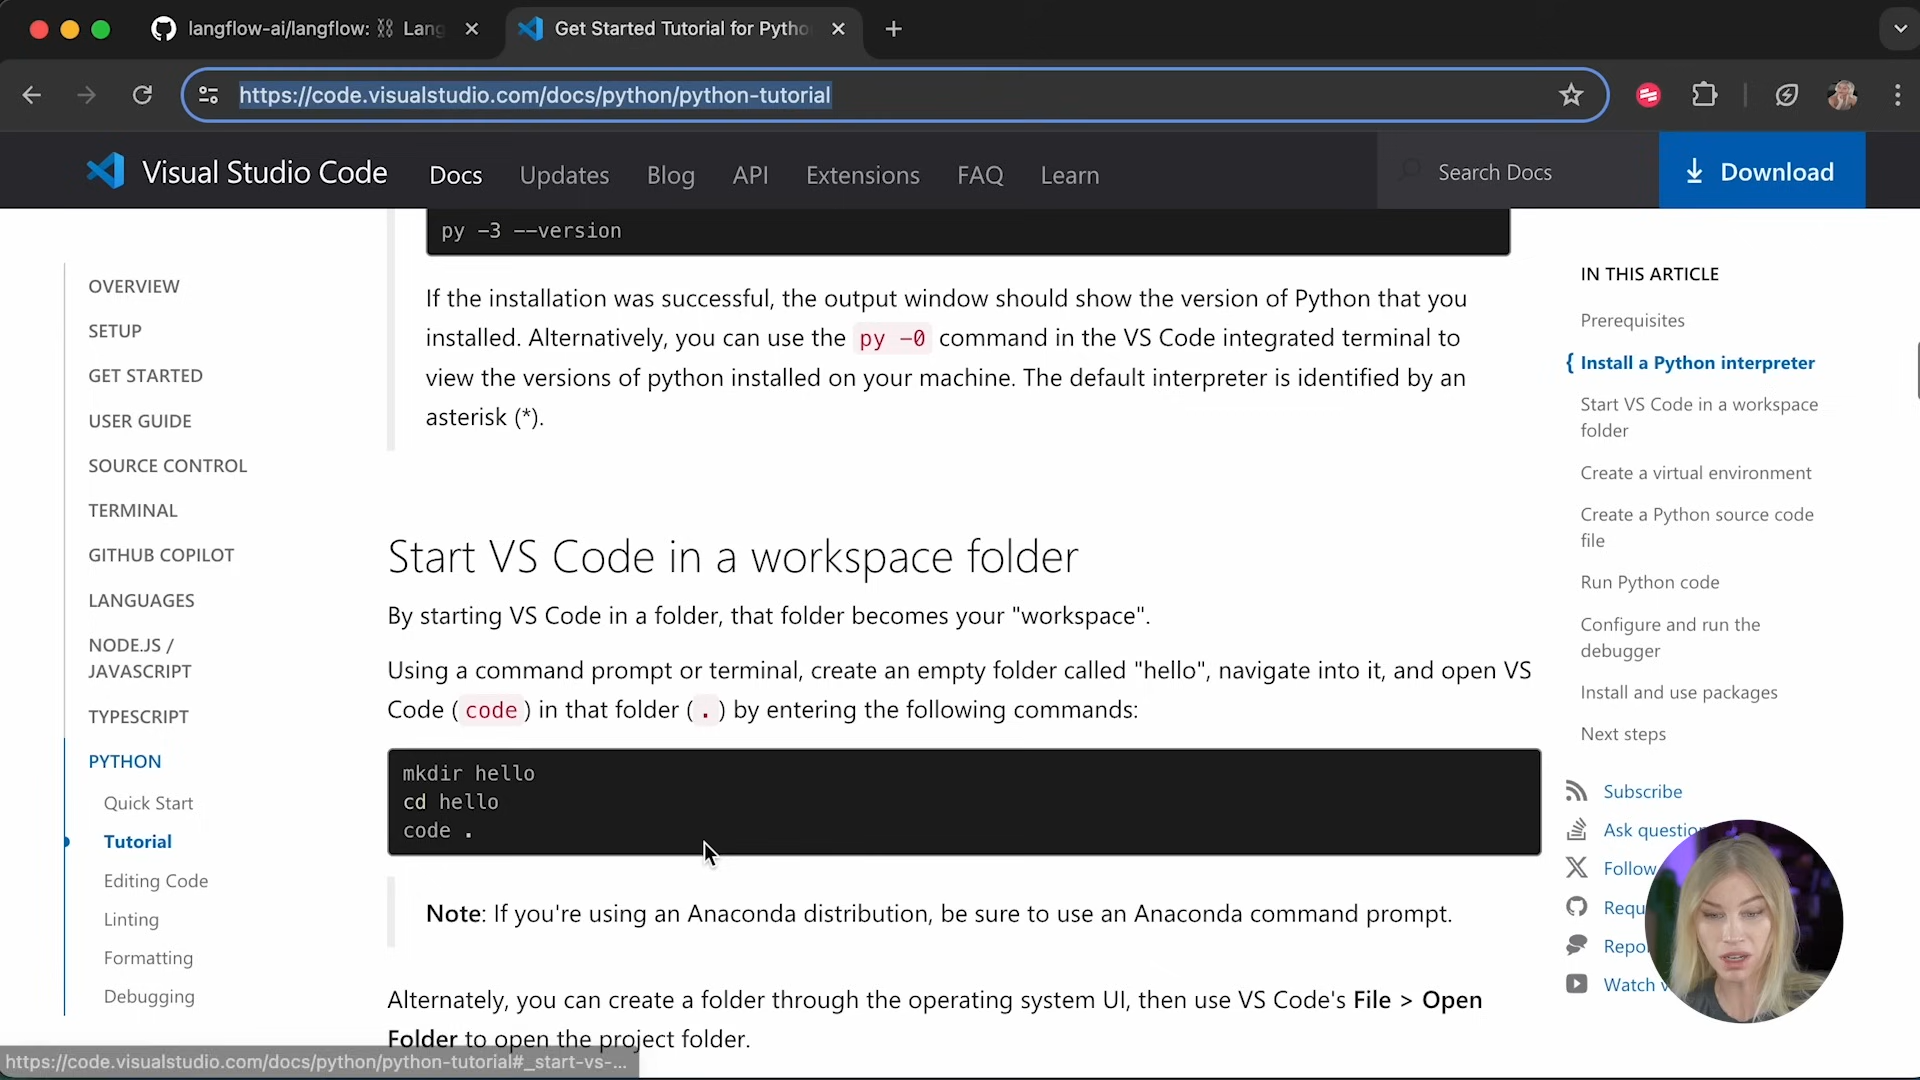 langflow-ai/langflow: ⛓ Lang
Get Started Tutorial for Pytho
https://code.visualstudio.com/docs/python/python-tutorial
Visual Studio Code
Docs
Updates
Blog
API
Extensions
FAQ
Learn
Search Docs
Download
OVERVIEW
SETUP
GET STARTED
USER GUIDE
SOURCE CONTROL
TERMINAL
GITHUB COPILOT
LANGUAGES
NODE.JS /
JAVASCRIPT
TYPESCRIPT
PYTHON
Quick Start
Tutorial
Editing Code
Linting
Formatting
Debugging
py -3 --version
If the installation was successful, the output window should show the version of Python that you
installed. Alternatively, you can use the py -0 command in the VS Code integrated terminal to
view the versions of python installed on your machine. The default interpreter is identified by an
asterisk (*).
Start VS Code in a workspace folder
By starting VS Code in a folder, that folder becomes your "workspace".
Using a command prompt or terminal, create an empty folder called "hello", navigate into it, and open VS
Code (code) in that folder (.) by entering the following commands:
mkdir hello
cd hello
code .
Note: If you're using an Anaconda distribution, be sure to use an Anaconda command prompt.
Alternately, you can create a folder through the operating system UI, then use VS Code's File > Open
Folder to open the project folder.
IN THIS ARTICLE
Prerequisites
{ Install a Python interpreter
Start VS Code in a workspace
folder
Create a virtual environment
Create a Python source code
file
Run Python code
Configure and run the
debugger
Install and use packages
Next steps
Subscribe
Ask questio
Follow
Requ
Repo
Watch v
https://code.visualstudio.com/docs/python/python-tutorial#_start-vs-...